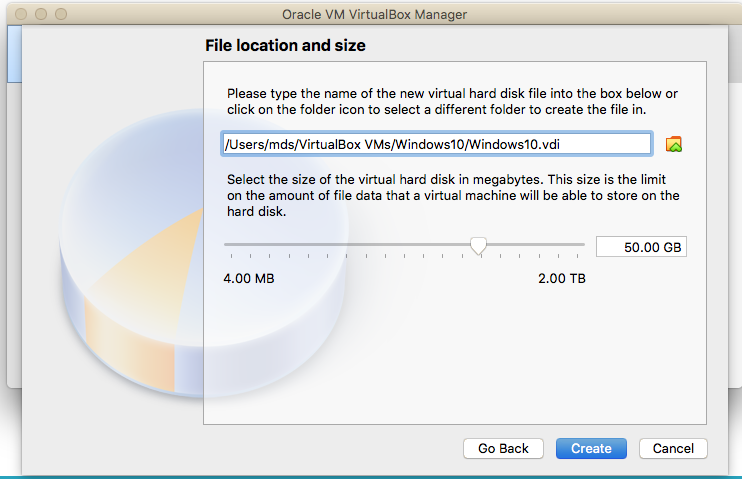 Oracle VM VirtualBox Manager
File location and size
Please type the name of the new virtual hard disk file into the box below or
click on the folder icon to select a different folder to create the file in.
/Users/mds/VirtualBox VMs/Windows10/Windows10.vdi
Select the size of the virtual hard disk in megabytes. This size is the limit
on the amount of file data that a virtual machine will be able to store on the
hard disk.
50.00 GB
4.00 MB 2.00 TB
Go Back Create Cancel